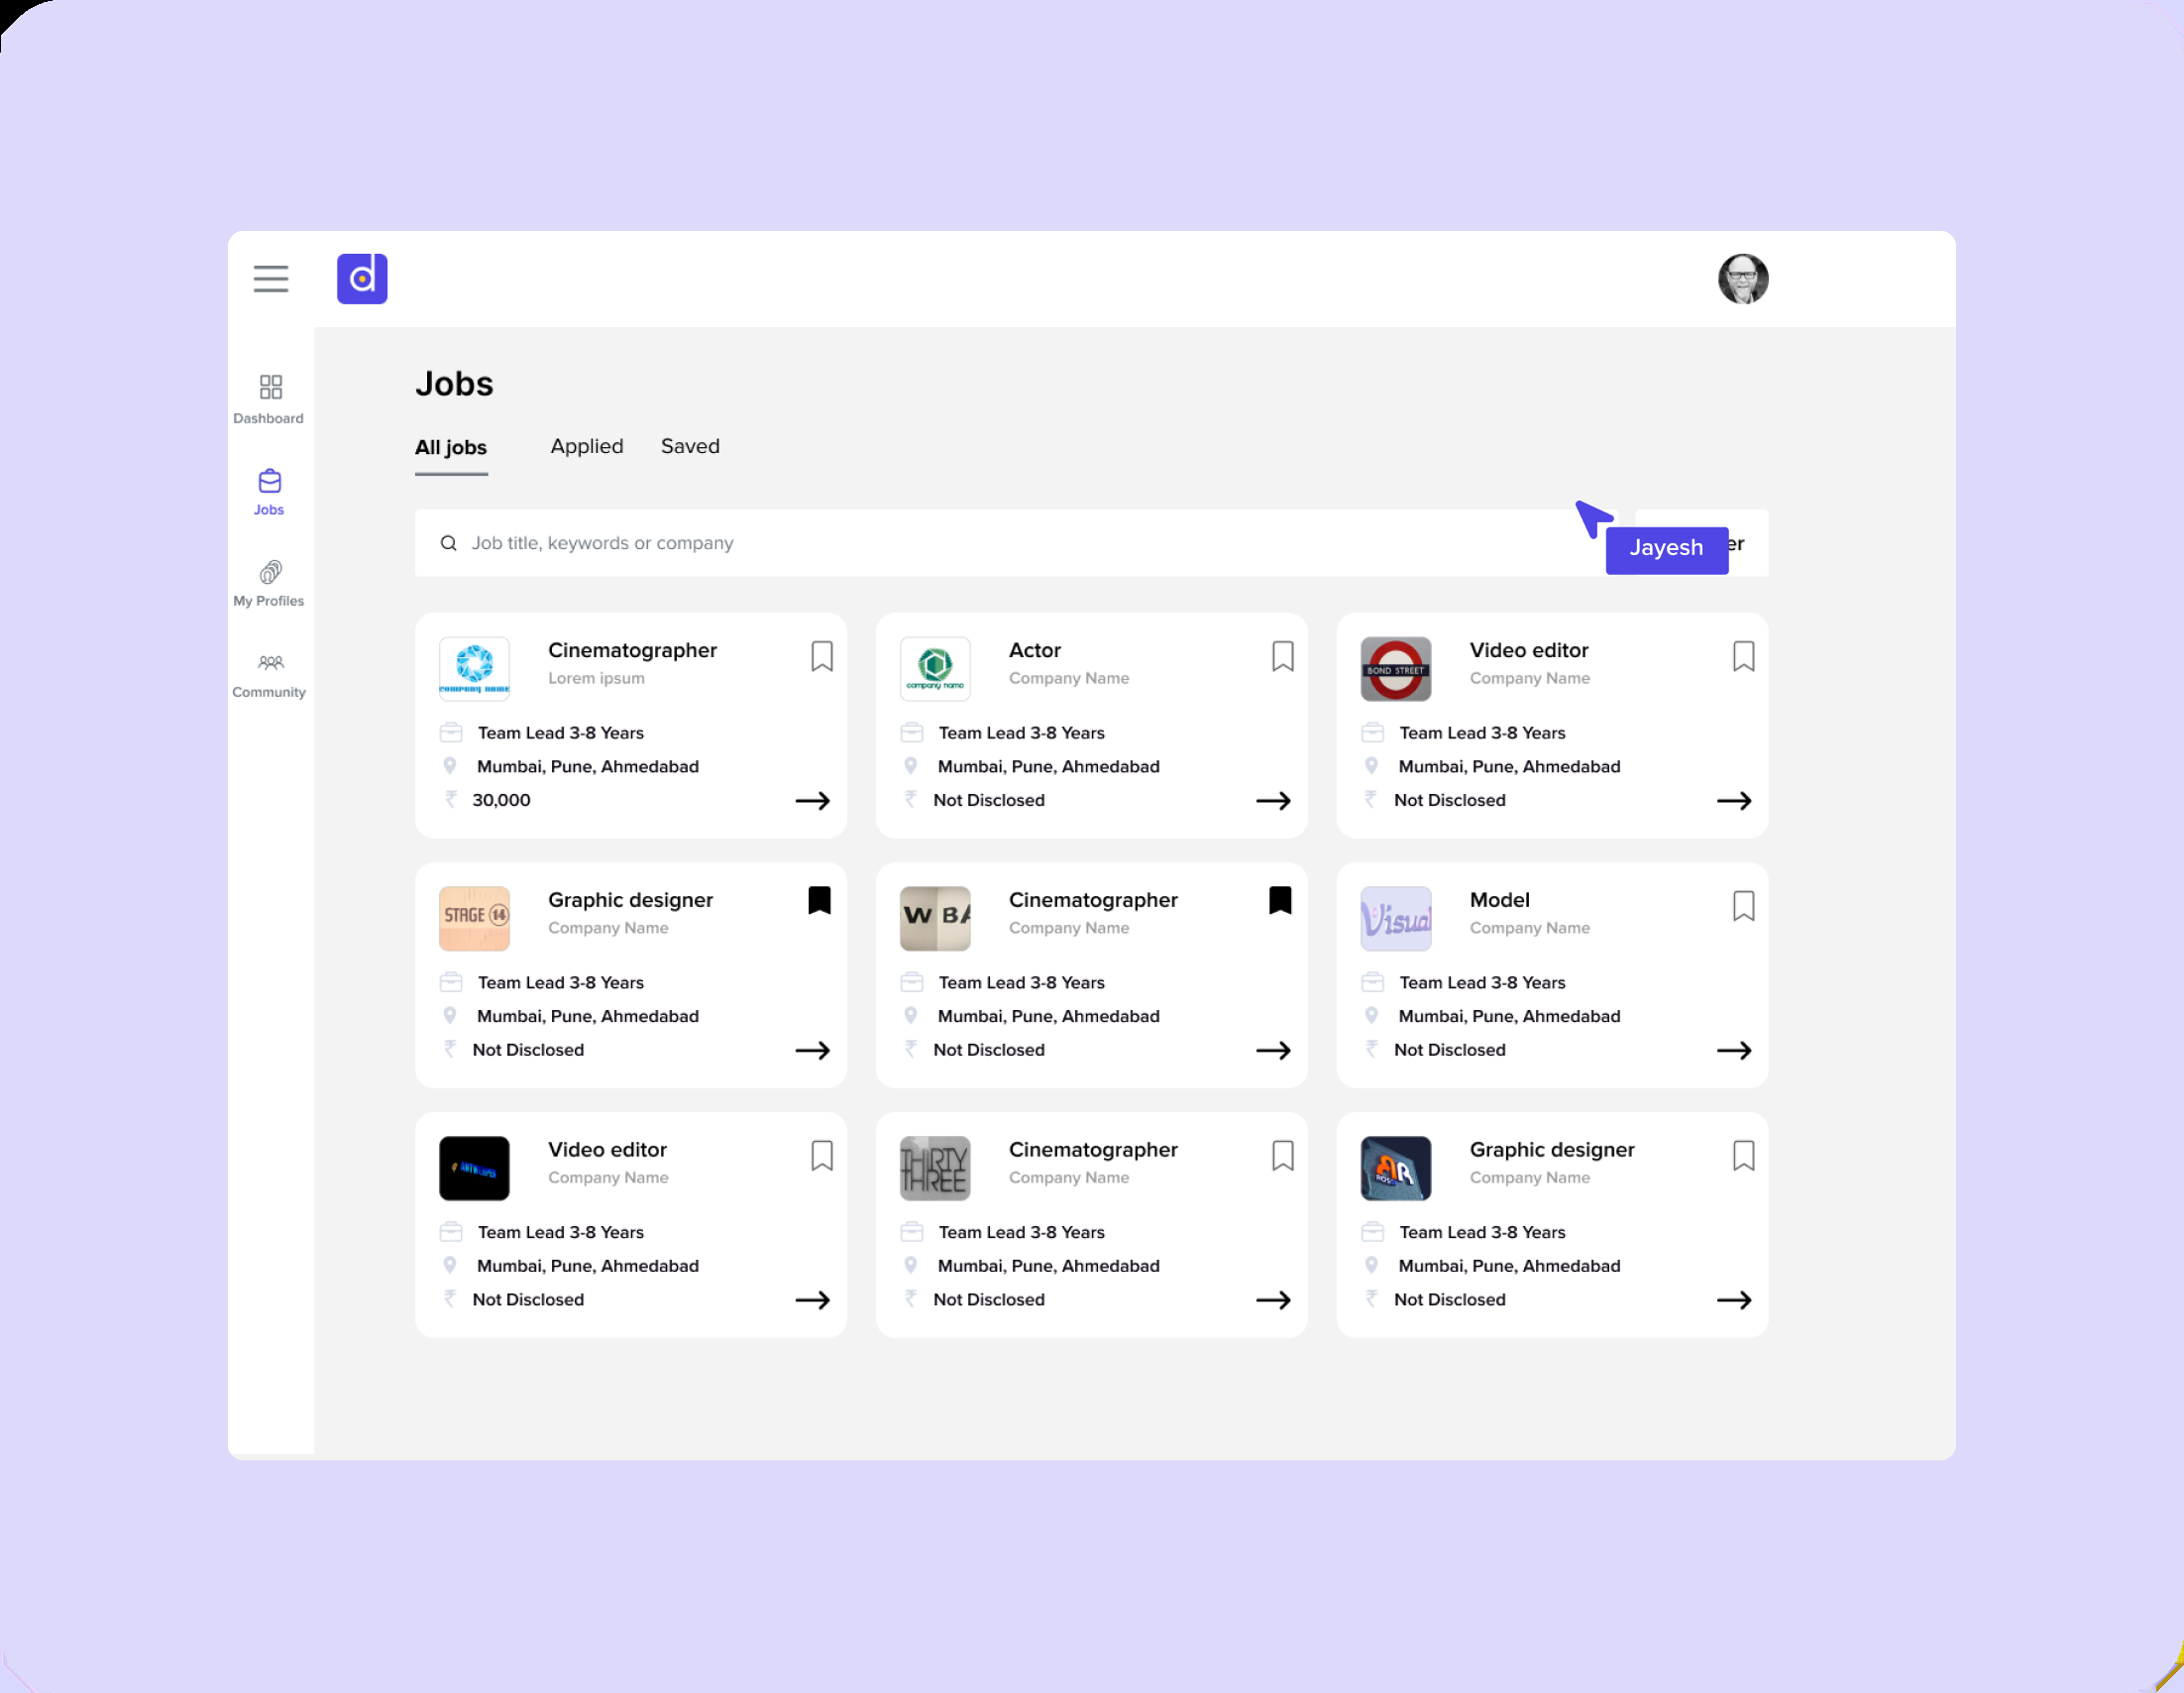 d
Dashboard
Jobs
My Profiles
Community
Jobs
All jobs Applied Saved
Job title, keywords or company
Jayesh
Cinematographer
Lorem ipsum
company name
Team Lead 3-8 Years
Mumbai, Pune, Ahmedabad
₹ 30,000
Actor
Company Name
company name
Team Lead 3-8 Years
Mumbai, Pune, Ahmedabad
₹ Not Disclosed
Video editor
Company Name
BOND STREET
Team Lead 3-8 Years
Mumbai, Pune, Ahmedabad
₹ Not Disclosed
Graphic designer
Company Name
STAGE 14
Team Lead 3-8 Years
Mumbai, Pune, Ahmedabad
₹ Not Disclosed
Cinematographer
Company Name
W BA
Team Lead 3-8 Years
Mumbai, Pune, Ahmedabad
₹ Not Disclosed
Model
Company Name
Visual
Team Lead 3-8 Years
Mumbai, Pune, Ahmedabad
₹ Not Disclosed
Video editor
Company Name
Team Lead 3-8 Years
Mumbai, Pune, Ahmedabad
₹ Not Disclosed
Cinematographer
Company Name
THIRTY
THREE
Team Lead 3-8 Years
Mumbai, Pune, Ahmedabad
₹ Not Disclosed
Graphic designer
Company Name
Team Lead 3-8 Years
Mumbai, Pune, Ahmedabad
₹ Not Disclosed